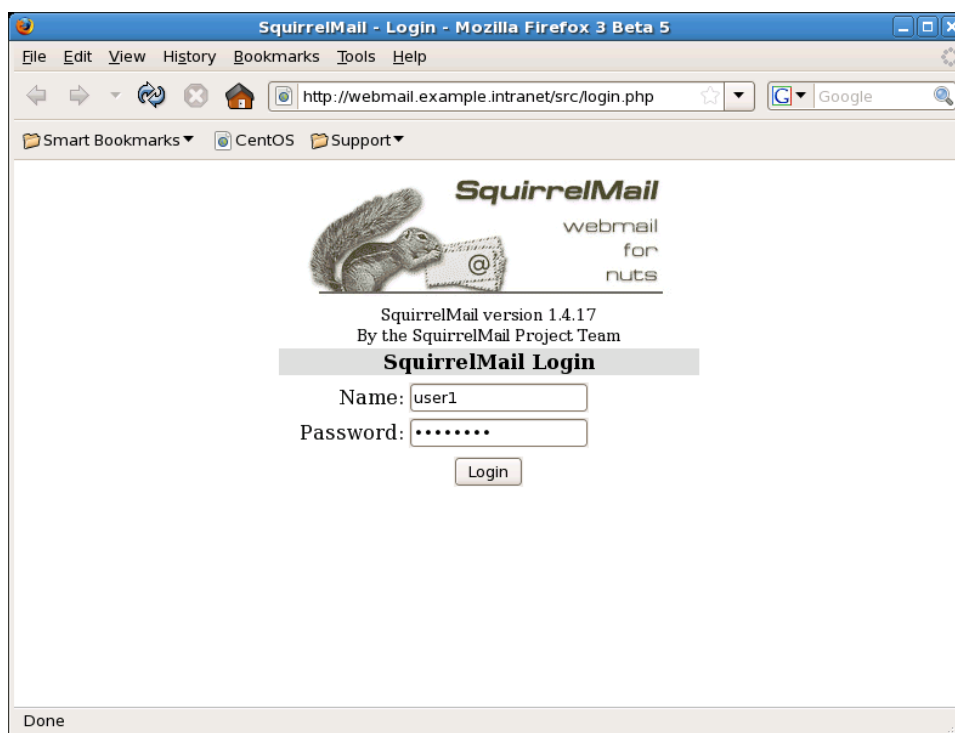 SquirrelMail - Login - Mozilla Firefox 3 Beta 5
File Edit View History Bookmarks Tools Help
http://webmail.example.intranet/src/login.php G Google
Smart Bookmarks CentOS Support
SquirrelMail
webmail
for
nuts
@
SquirrelMail version 1.4.17
By the SquirrelMail Project Team
SquirrelMail Login
Name: user1
Password: ••••••••
Login
Done